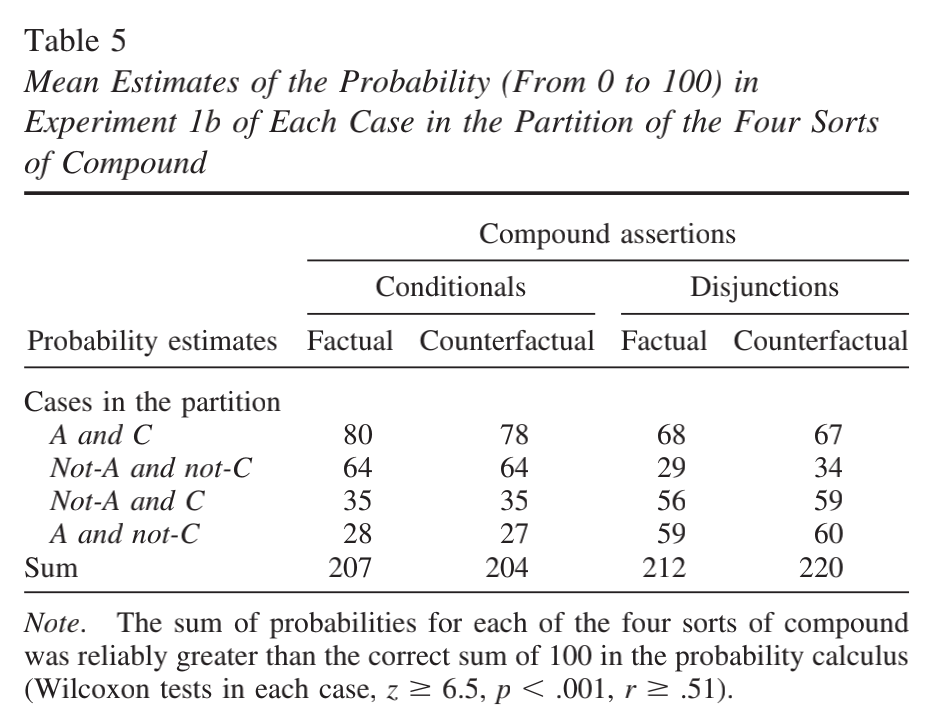 Table 5
Mean Estimates of the Probability (From 0 to 100) in
Experiment 1b of Each Case in the Partition of the Four Sorts
of Compound
Compound assertions
Conditionals Disjunctions
Probability estimates Factual Counterfactual Factual Counterfactual
Cases in the partition
A and C 80 78 68 67
Not-A and not-C 64 64 29 34
Not-A and C 35 35 56 59
A and not-C 28 27 59 60
Sum 207 204 212 220
Note. The sum of probabilities for each of the four sorts of compound
was reliably greater than the correct sum of 100 in the probability calculus
(Wilcoxon tests in each case, z ≥ 6.5, p < .001, r ≥ .51).